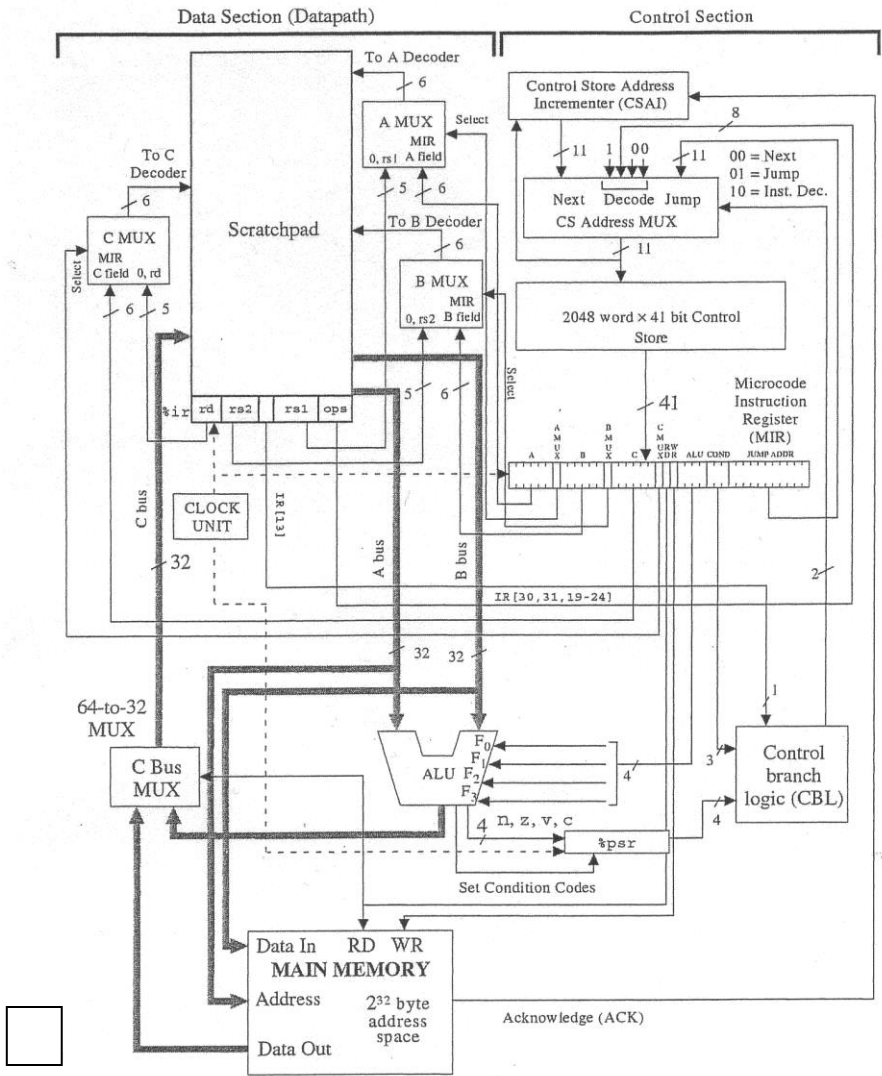 Data Section (Datapath)
Control Section
To A Decoder
6
A MUX
MIR
0, rs1 A field
Select
5
6
To C
Decoder
6
C MUX
MIR
C field 0, rd
Select
6
5
Scratchpad
To B Decoder
6
B MUX
MIR
0, rs2 B field
5
6
Select
Control Store Address
Incrementer (CSAI)
8
11
1 00
11
00 = Next
01 = Jump
10 = Inst. Dec.
Next Decode Jump
CS Address MUX
11
2048 word × 41 bit Control
Store
41
Microcode
Instruction
Register
(MIR)
A
AMUX
B
BMUX
C
CMUX
RD
WR
ALU
COND
JUMP ADDR
%ir rd rs2 rs1 ops
CLOCK
UNIT
IR[13]
C bus
32
A bus
B bus
IR[30,31,19-24]
2
32
32
64-to-32
MUX
C Bus
MUX
ALU
F0
F1
F2
F3
4
3
1
Control
branch
logic (CBL)
4
4
n, z, v, c
%psr
Set Condition Codes
Data In RD WR
MAIN MEMORY
Address
2^32 byte
address
space
Data Out
Acknowledge (ACK)